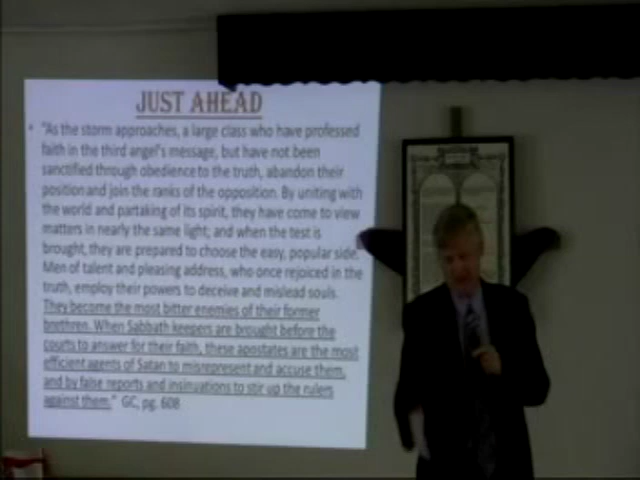 JUST AHEAD
• "As the storm approaches, a large class who have professed
faith in the third angel's message, but have not been
sanctified through obedience to the truth, abandon their
position and join the ranks of the opposition. By uniting with
the world and partaking of its spirit, they have come to view
matters in nearly the same light; and when the test is
brought, they are prepared to choose the easy, popular side.
Men of talent and pleasing address, who once rejoiced in the
truth, employ their powers to deceive and mislead souls.
They become the most bitter enemies of their former
brethren. When Sabbath keepers are brought before the
courts to answer for their faith, these apostates are the most
efficient agents of Satan to misrepresent and accuse them,
and by false reports and insinuations to stir up the rulers
against them." GC, pg. 608